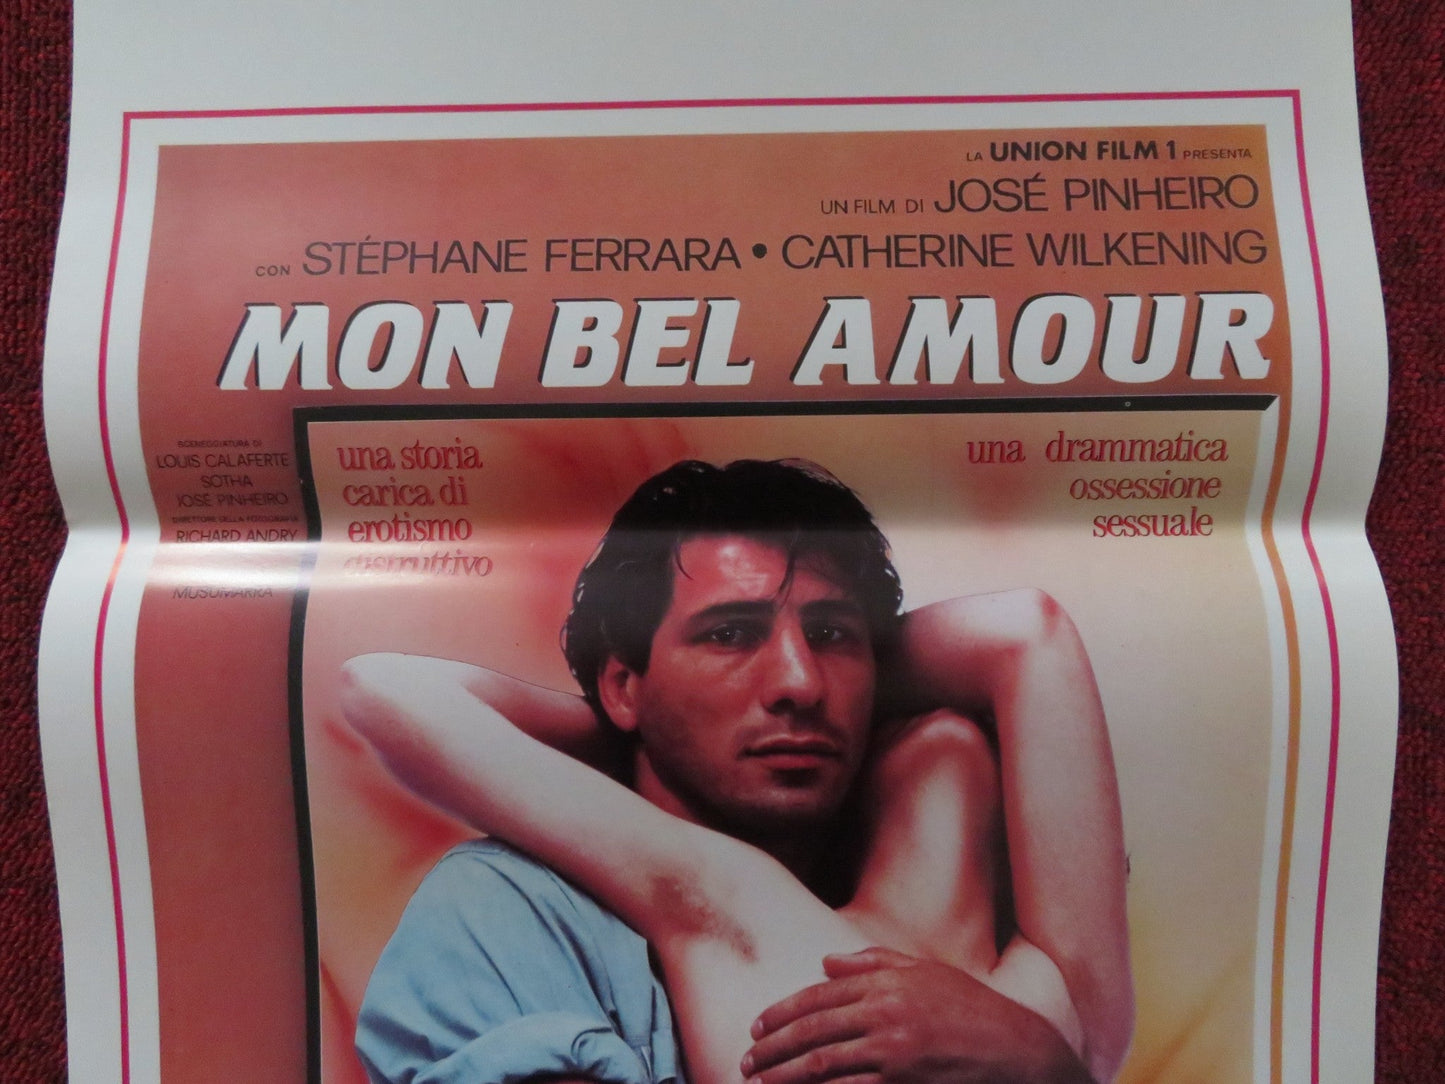 LA UNION FILM 1 PRESENTA
UN FILM DI JOSÉ PINHEIRO
CON STÉPHANE FERRARA • CATHERINE WILKENING
MON BEL AMOUR
SCENEGGIATURA DI
LOUIS CALAFERTE
SOTHA
JOSÉ PINHEIRO
DIRETTORE DELLA FOTOGRAFIA
RICHARD ANDRY
MUSUMARRA
una storia
carica di
erotismo
distruttivo
una drammatica
ossessione
sessuale